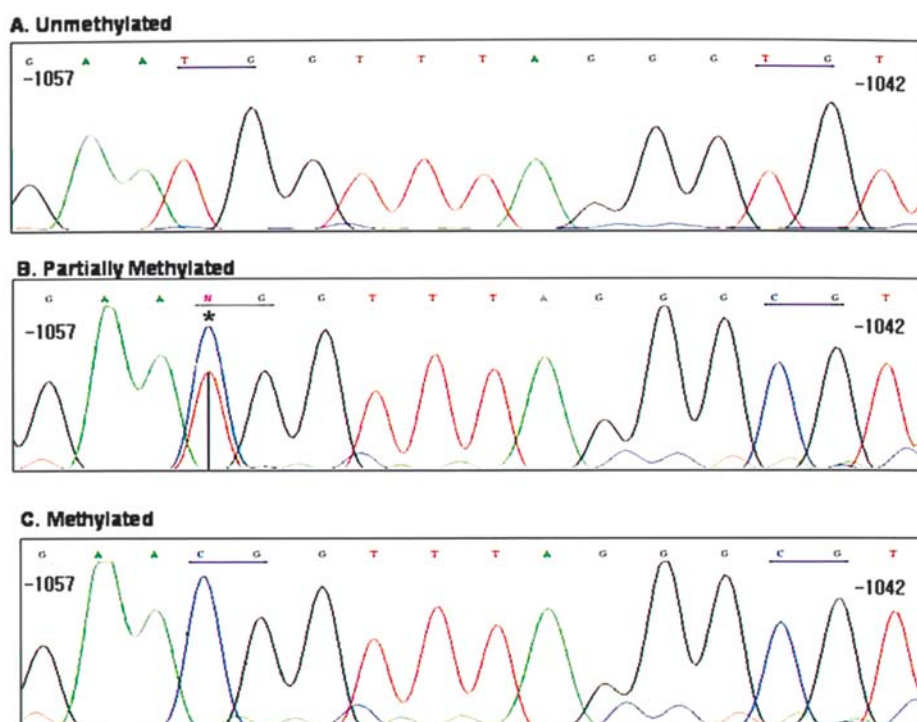 A. Unmethylated
G A A T G G T T T A G G G T G T
-1057 -1042
B. Partially Methylated
G A A N G G T T T A G G G C G T
-1057 * -1042
C. Methylated
G A A C G G T T T A G G G C G T
-1057 -1042